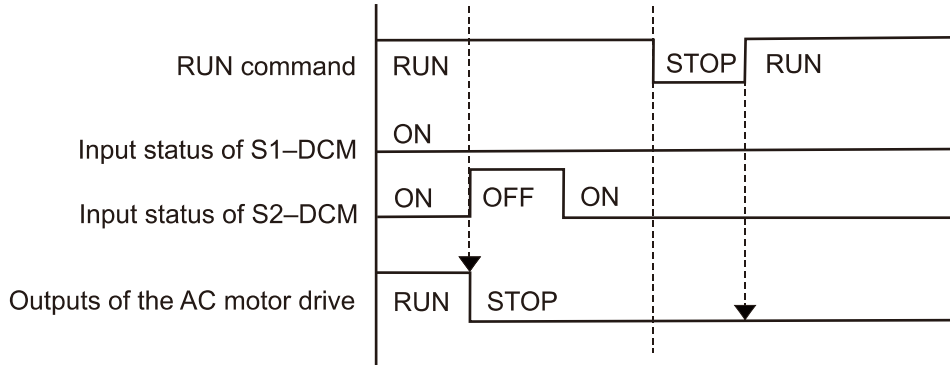 RUN command RUN STOP RUN
ON
Input status of S1–DCM
Input status of S2–DCM ON OFF ON
Outputs of the AC motor drive RUN STOP